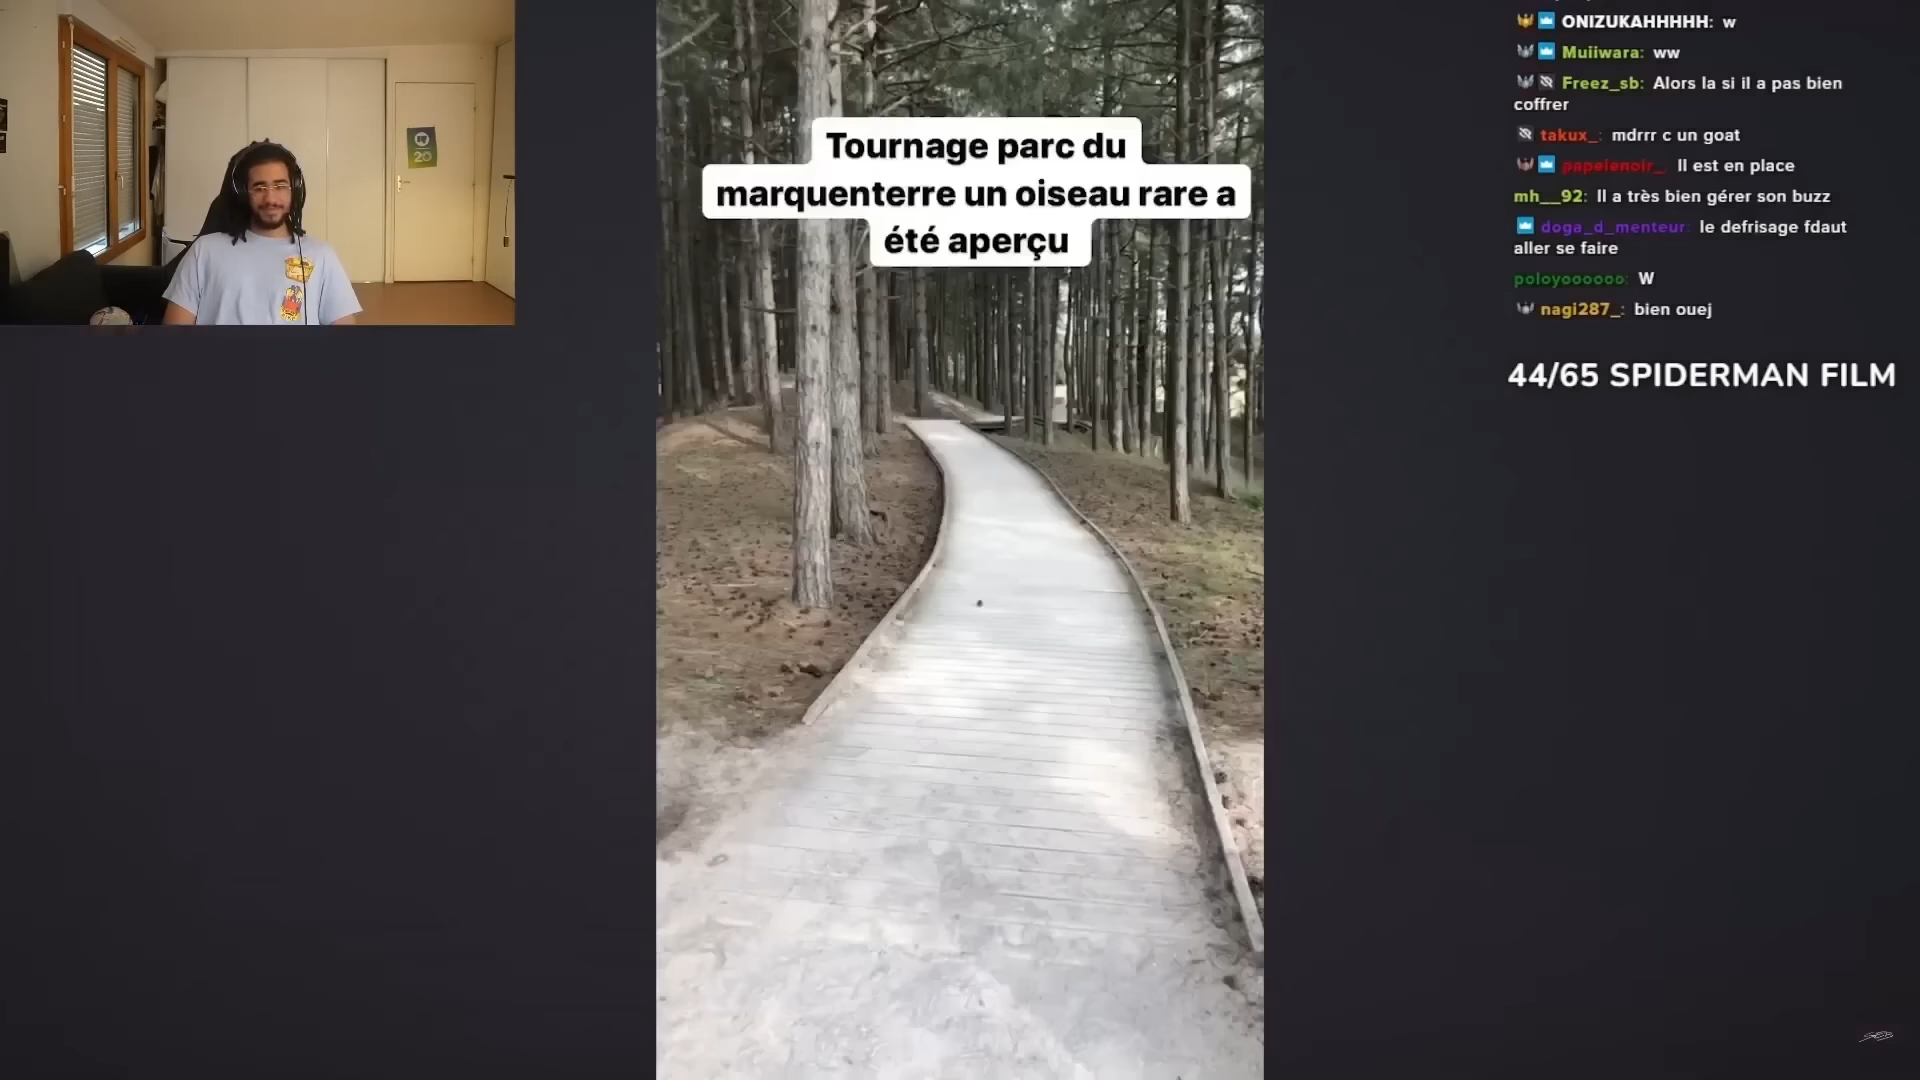 Tournage parc du
marquenterre un oiseau rare a
été aperçu
ONIZUKAHHHHH: w
Muiiwara: ww
Freez_sb: Alors la si il a pas bien
coffrer
takux_: mdrrr c un goat
papelenoir_: Il est en place
mh__92: Il a très bien gérer son buzz
doga_d_menteur: le defrisage fdaut
aller se faire
poloyoooooo: W
nagi287_: bien ouej
44/65 SPIDERMAN FILM
20